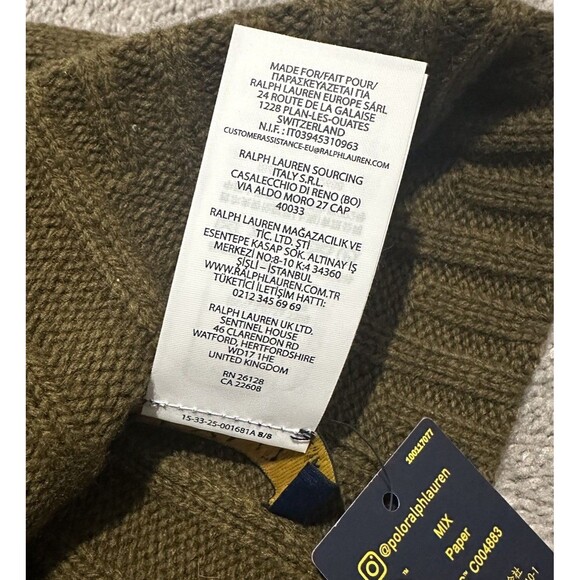 MADE FOR/FAIT POUR/
ΠΑΡΑΣΚΕΥΑΖΕΤΑΙ ΓΙΑ
RALPH LAUREN EUROPE SÀRL
24 ROUTE DE LA GALAISE
1228 PLAN-LES-OUATES
SWITZERLAND
N.I.F. : IT03945310963
CUSTOMERASSISTANCE-EU@RALPHLAUREN.COM
RALPH LAUREN SOURCING
ITALY S.R.L.
CASALECCHIO DI RENO (BO)
VIA ALDO MORO 27 CAP
40033
RALPH LAUREN MAĞAZACILIK VE
TİC. LTD. ŞTİ
ESENTEPE KASAP SOK. ALTINAY İŞ
HEM.NO:8-10 K:4 34360
ŞİŞLİ - İSTANBUL
WWW.RALPHLAUREN.COM.TR
TÜKETİCİ İLETİŞİM HATTI:
0212 345 69 69
RALPH LAUREN UK LTD.
SENTINEL HOUSE
46 CLARENDON RD
WATFORD, HERTFORDSHIRE
WD17 1HE
UNITED KINGDOM
RN 26128
CA 22608
15-33-25-001681A 8/8
100117077
@poloralphlauren
™
MIX
Paper
™ C004883